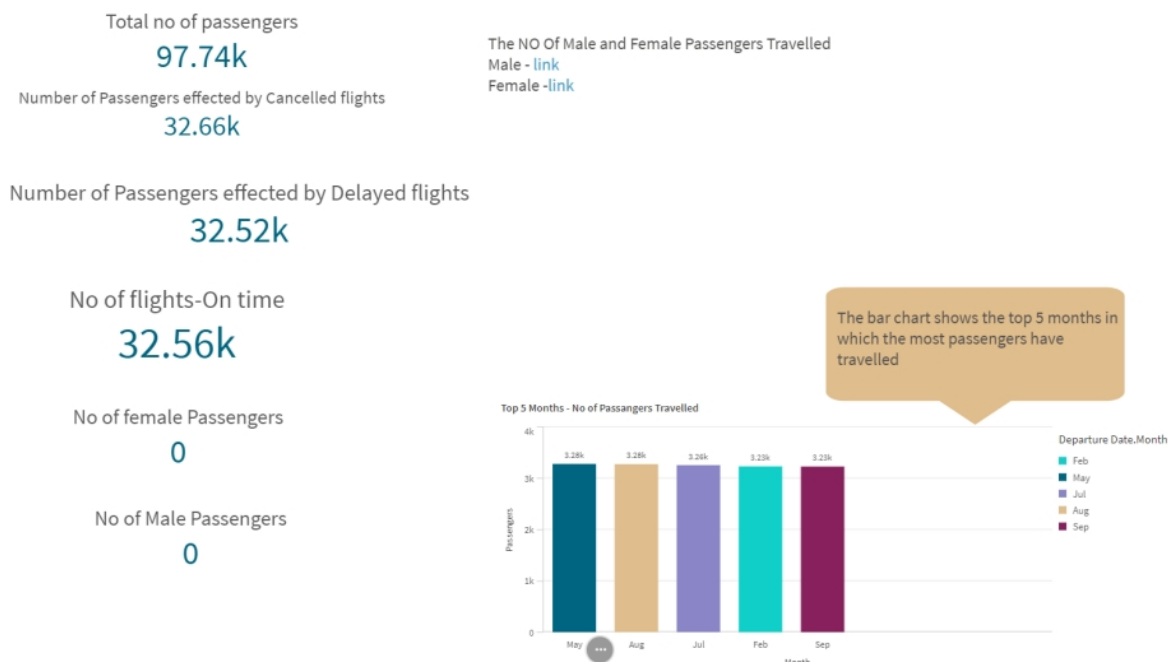 Total no of passengers
97.74k
Number of Passengers effected by Cancelled flights
32.66k
Number of Passengers effected by Delayed flights
32.52k
No of flights-On time
32.56k
No of female Passengers
0
No of Male Passengers
0
The NO Of Male and Female Passengers Travelled
Male - link
Female -link
The bar chart shows the top 5 months in
which the most passengers have
travelled
Top 5 Months - No of Passangers Travelled
4k
3k
2k
1k
0
Passengers
3.28k
3.28k
3.26k
3.23k
3.23k
May
Aug
Jul
Feb
Sep
Month
Departure Date.Month
Feb
May
Jul
Aug
Sep